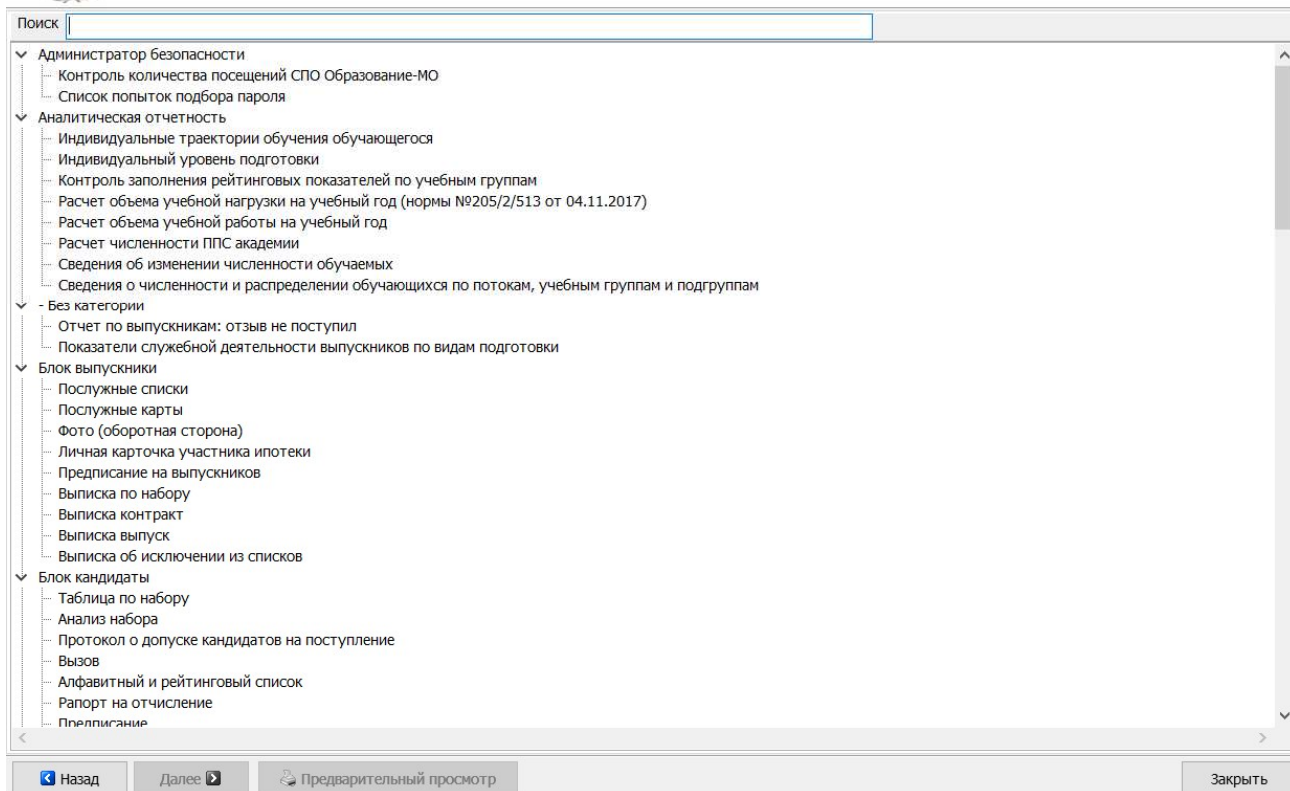 Поиск
Администратор безопасности
Контроль количества посещений СПО Образование-МО
Список попыток подбора пароля
Аналитическая отчетность
Индивидуальные траектории обучения обучающегося
Индивидуальный уровень подготовки
Контроль заполнения рейтинговых показателей по учебным группам
Расчет объема учебной нагрузки на учебный год (нормы №205/2/513 от 04.11.2017)
Расчет объема учебной работы на учебный год
Расчет численности ППС академии
Сведения об изменении численности обучаемых
Сведения о численности и распределении обучающихся по потокам, учебным группам и подгруппам
- Без категории
Отчет по выпускникам: отзыв не поступил
Показатели служебной деятельности выпускников по видам подготовки
Блок выпускники
Послужные списки
Послужные карты
Фото (оборотная сторона)
Личная карточка участника ипотеки
Предписание на выпускников
Выписка по набору
Выписка контракт
Выписка выпуск
Выписка об исключении из списков
Блок кандидаты
Таблица по набору
Анализ набора
Протокол о допуске кандидатов на поступление
Вызов
Алфавитный и рейтинговый список
Рапорт на отчисление
Предписание
Назад Далее Предварительный просмотр Закрыть